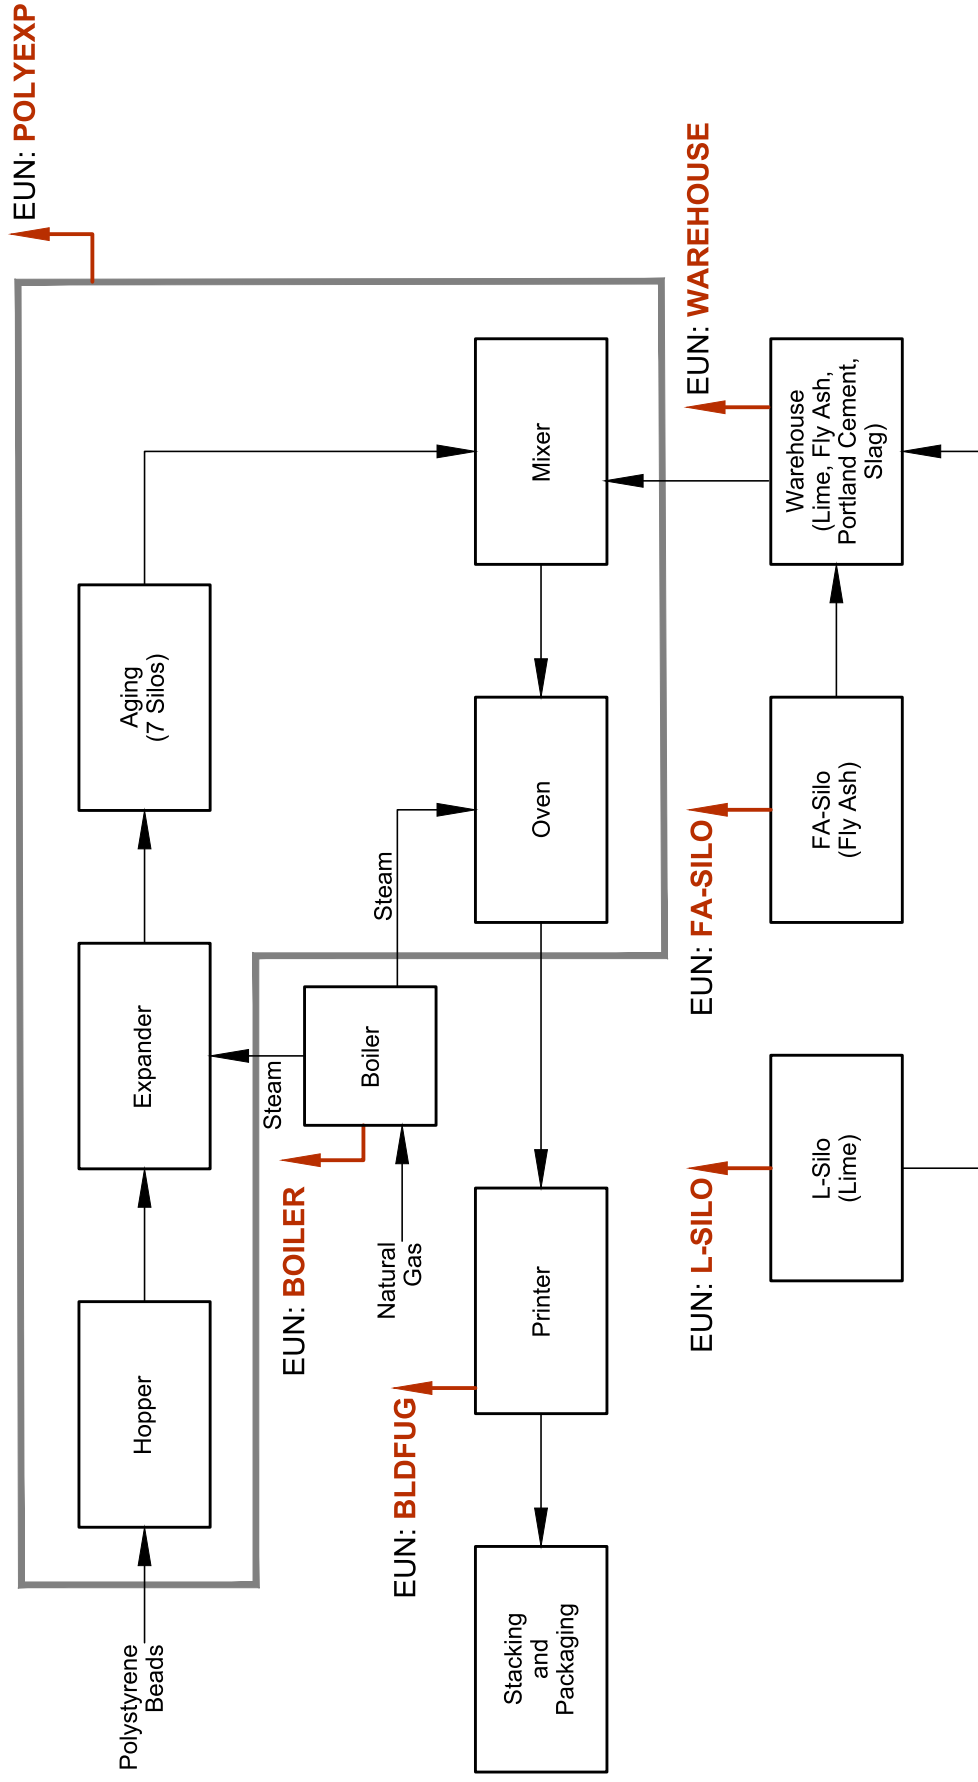 EUN: POLYEXP
Polystyrene
Beads
Hopper
Expander
Aging
(7 Silos)
Steam
EUN: BOILER
Natural
Gas
Boiler
Steam
EUN: BLDFUG
Stacking
and
Packaging
Printer
Oven
Mixer
EUN: L-SILO
EUN: FA-SILO
EUN: WAREHOUSE
L-Silo
(Lime)
FA-Silo
(Fly Ash)
Warehouse
(Lime, Fly Ash,
Portland Cement,
Slag)